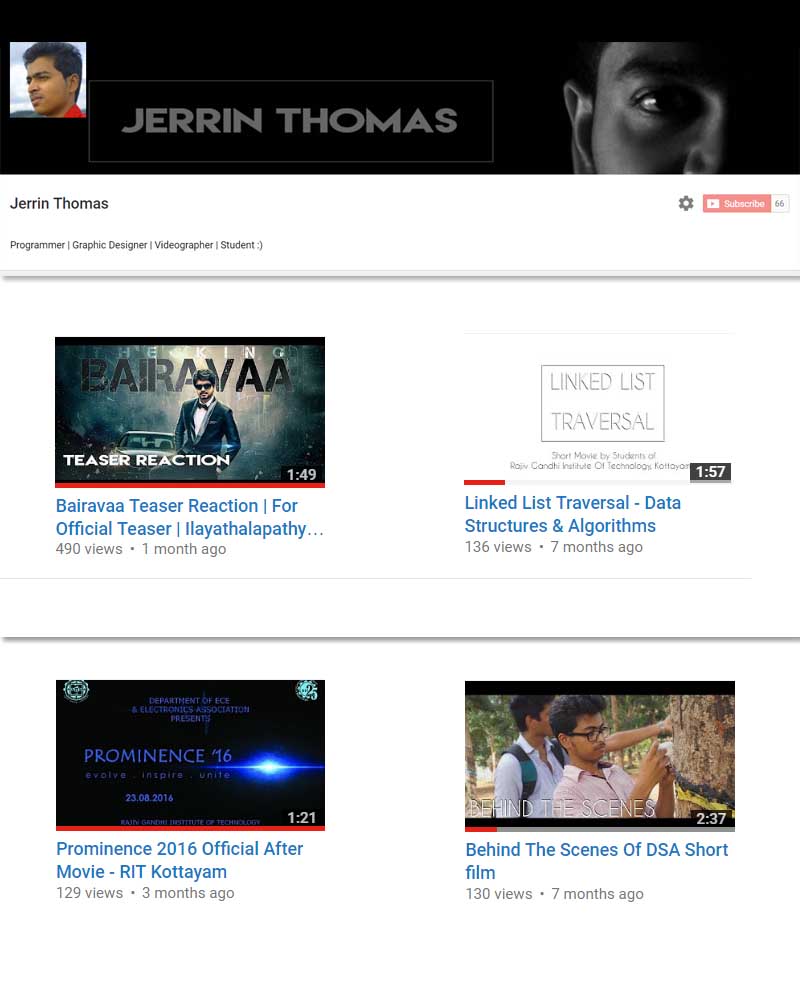 JERRIN THOMAS
Jerrin Thomas
Subscribe 66
Programmer | Graphic Designer | Videographer | Student :)
THE KING
BAIRAVAA
TEASER REACTION
1:49
Bairavaa Teaser Reaction | For
Official Teaser | Ilayathalapathy…
490 views • 1 month ago
LINKED LIST
TRAVERSAL
Short Movie by Students of
Rajiv Gandhi Institute Of Technology, Kottayam
1:57
Linked List Traversal - Data
Structures & Algorithms
136 views • 7 months ago
25
DEPARTMENT OF ECE
& ELECTRONICS ASSOCIATION
PRESENTS
PROMINENCE '16
evolve . inspire . unite
23.08.2016
RAJIV GANDHI INSTITUTE OF TECHNOLOGY
1:21
Prominence 2016 Official After
Movie - RIT Kottayam
129 views • 3 months ago
BEHIND THE SCENES
2:37
Behind The Scenes Of DSA Short
film
130 views • 7 months ago